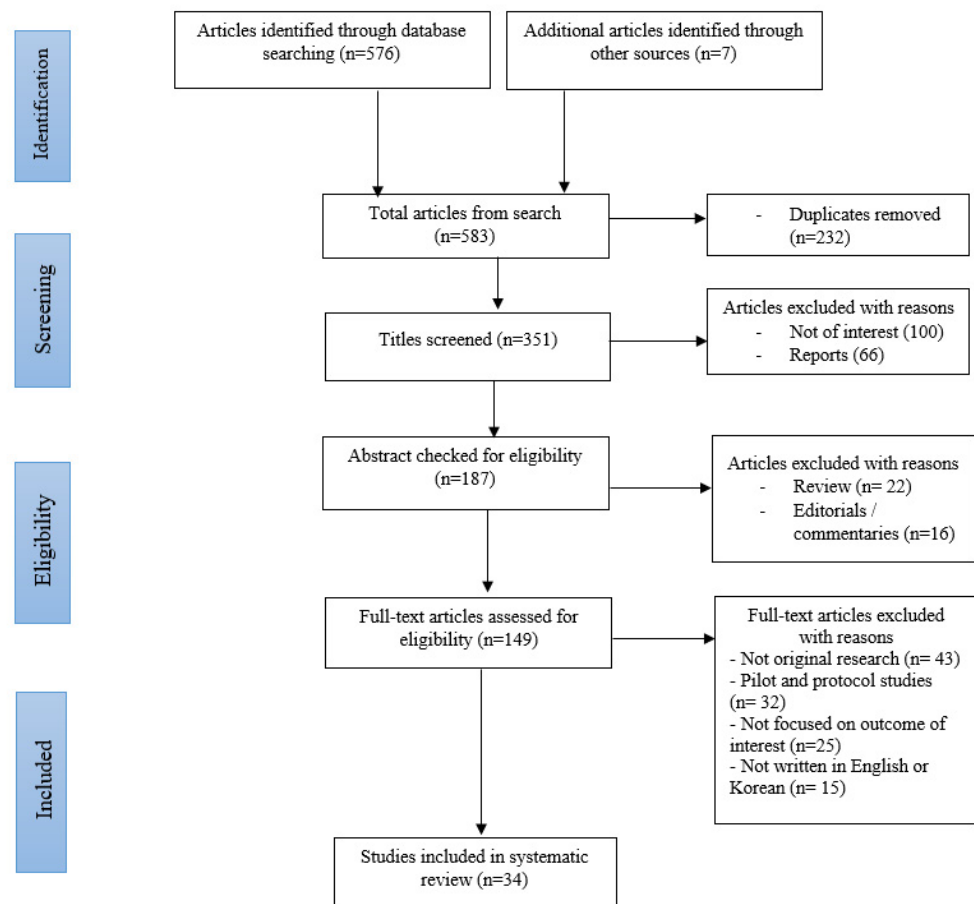 Identification
Articles identified through database
searching (n=576)
Additional articles identified through
other sources (n=7)
Total articles from search
(n=583)
- Duplicates removed
(n=232)
Screening
Titles screened (n=351)
Articles excluded with reasons
- Not of interest (100)
- Reports (66)
Eligibility
Abstract checked for eligibility
(n=187)
Articles excluded with reasons
- Review (n= 22)
- Editorials /
commentaries (n=16)
Full-text articles assessed for
eligibility (n=149)
Full-text articles excluded
with reasons
- Not original research (n= 43)
- Pilot and protocol studies
(n= 32)
- Not focused on outcome of
interest (n=25)
- Not written in English or
Korean (n= 15)
Included
Studies included in systematic
review (n=34)